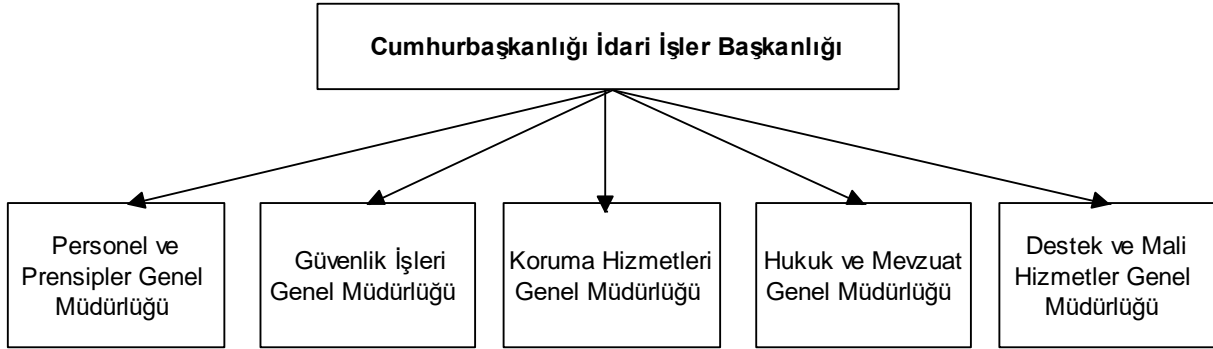 Cumhurbaşkanlığı İdari İşler Başkanlığı
Personel ve
Prensipler Genel
Müdürlüğü
Güvenlik İşleri
Genel Müdürlüğü
Koruma Hizmetleri
Genel Müdürlüğü
Hukuk ve Mevzuat
Genel Müdürlüğü
Destek ve Mali
Hizmetler Genel
Müdürlüğü